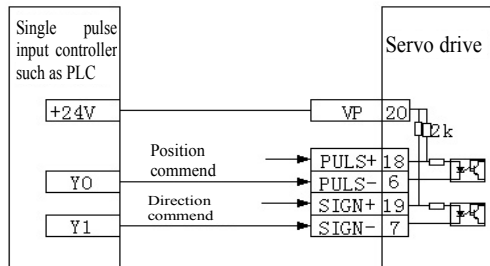 Single pulse
input controller
such as PLC
Servo drive
+24V
VP 20
2k
Position
commend
PULS+ 18
Y0
PULS- 6
Direction
commend
SIGN+ 19
Y1
SIGN- 7